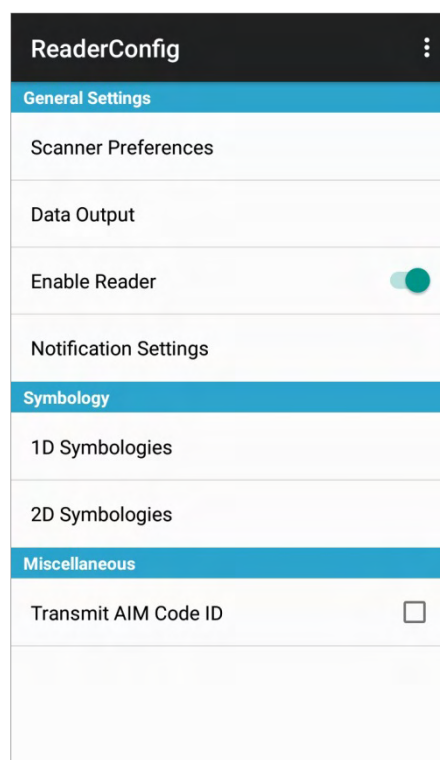 ReaderConfig
General Settings
Scanner Preferences
Data Output
Enable Reader
Notification Settings
Symbology
1D Symbologies
2D Symbologies
Miscellaneous
Transmit AIM Code ID